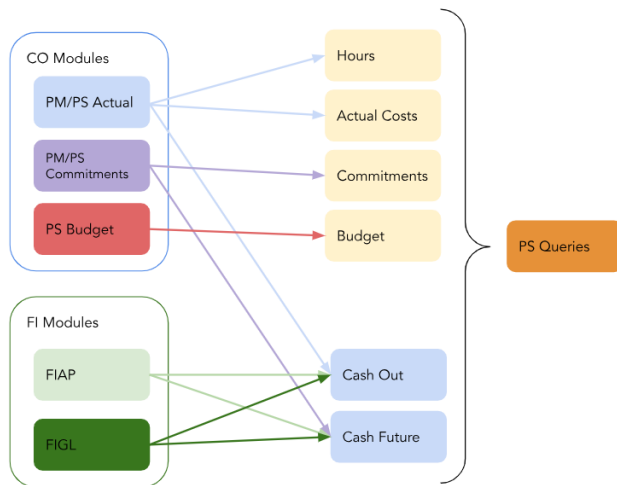 CO Modules
PM/PS Actual
PM/PS
Commitments
PS Budget
FI Modules
FIAP
FIGL
Hours
Actual Costs
Commitments
Budget
Cash Out
Cash Future
PS Queries